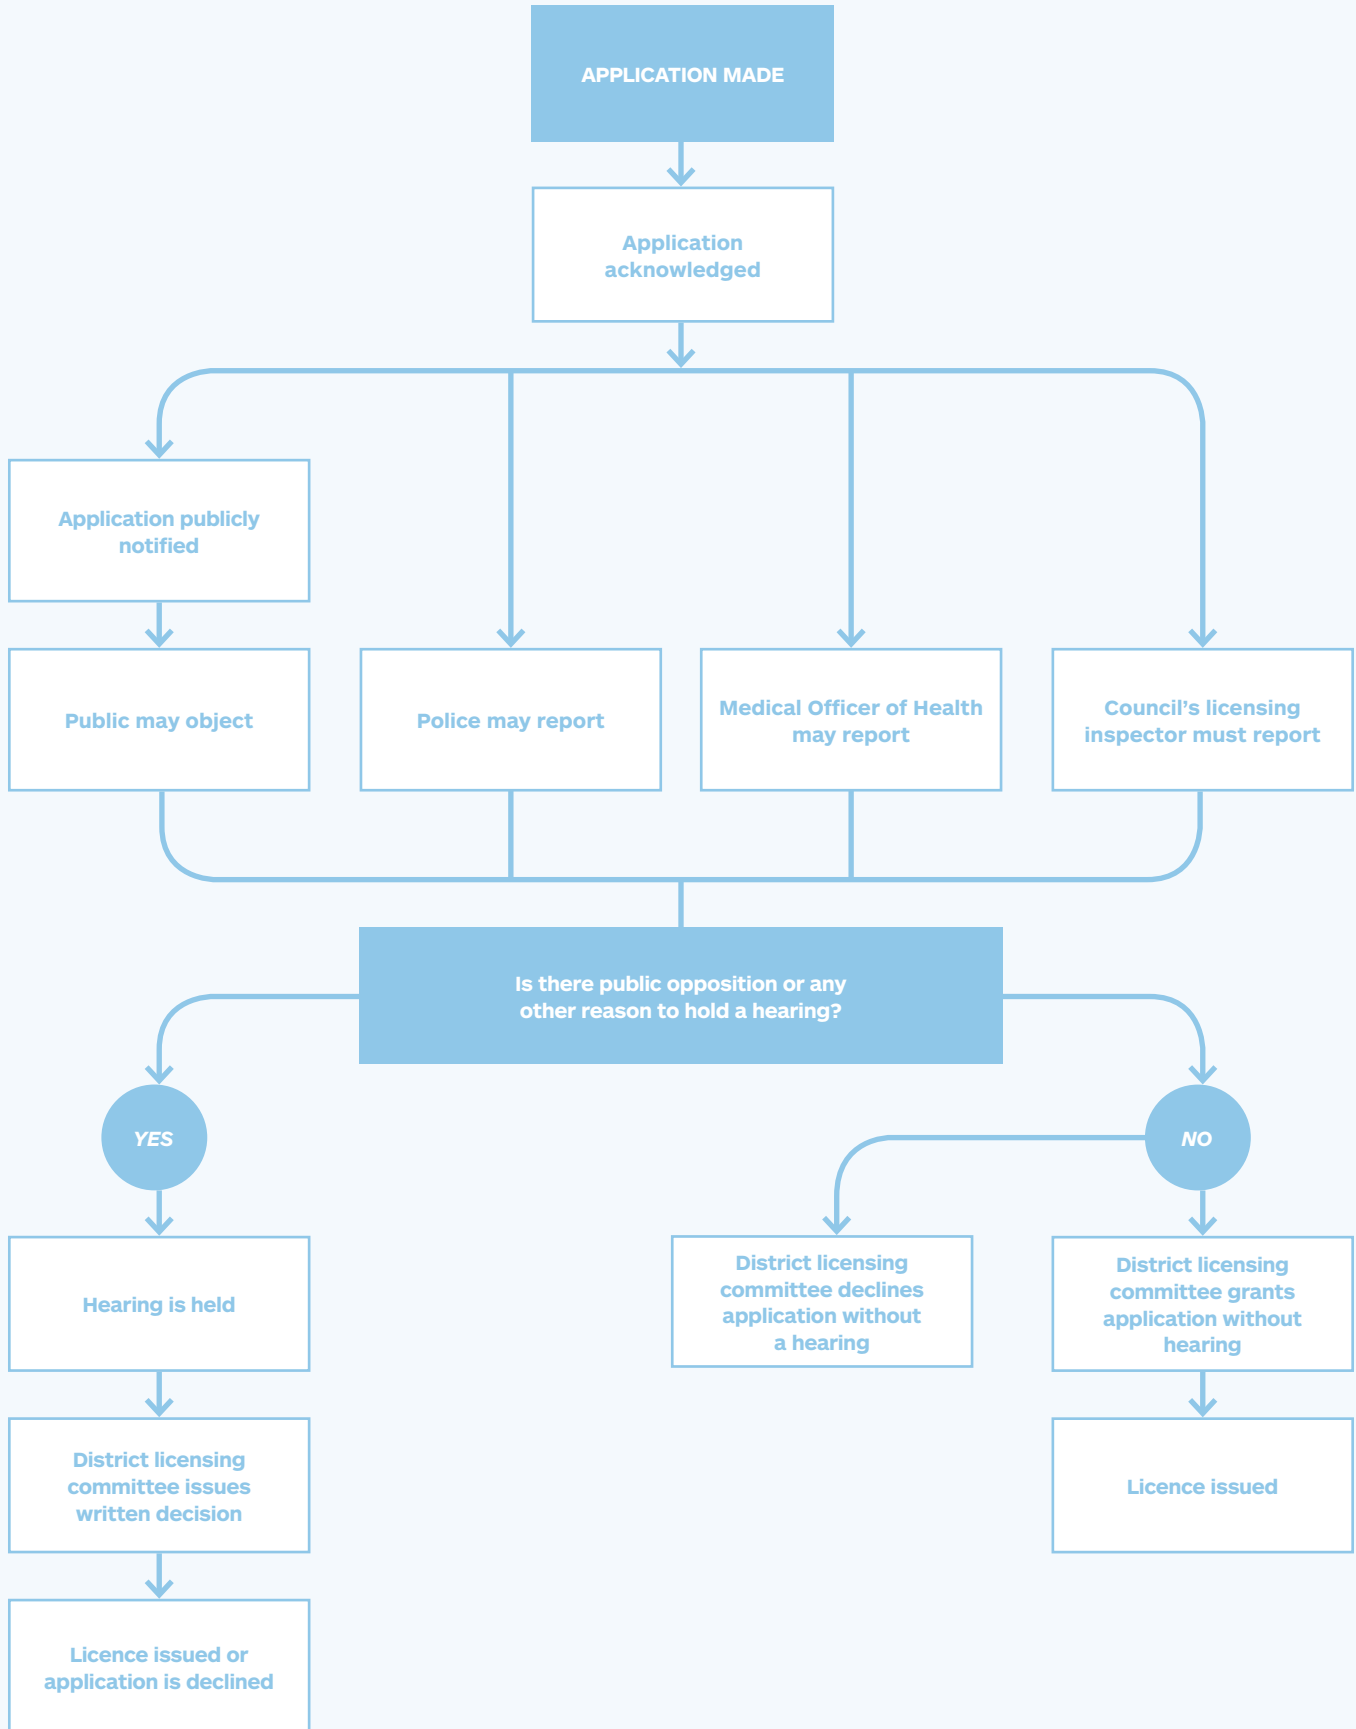 APPLICATION MADE
Application
acknowledged
Application publicly
notified
Public may object
Police may report
Medical Officer of Health
may report
Council’s licensing
inspector must report
Is there public opposition or any
other reason to hold a hearing?
YES
NO
Hearing is held
District licensing
committee declines
application without
a hearing
District licensing
committee grants
application without
hearing
District licensing
committee issues
written decision
Licence issued
Licence issued or
application is declined